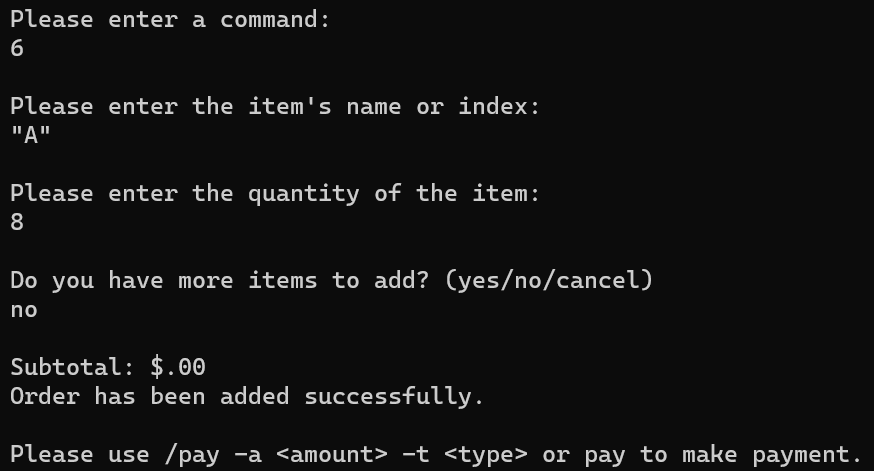 Please enter a command:
6
Please enter the item's name or index:
"A"
Please enter the quantity of the item:
8
Do you have more items to add? (yes/no/cancel)
no
Subtotal: $.00
Order has been added successfully.
Please use /pay -a <amount> -t <type> or pay to make payment.